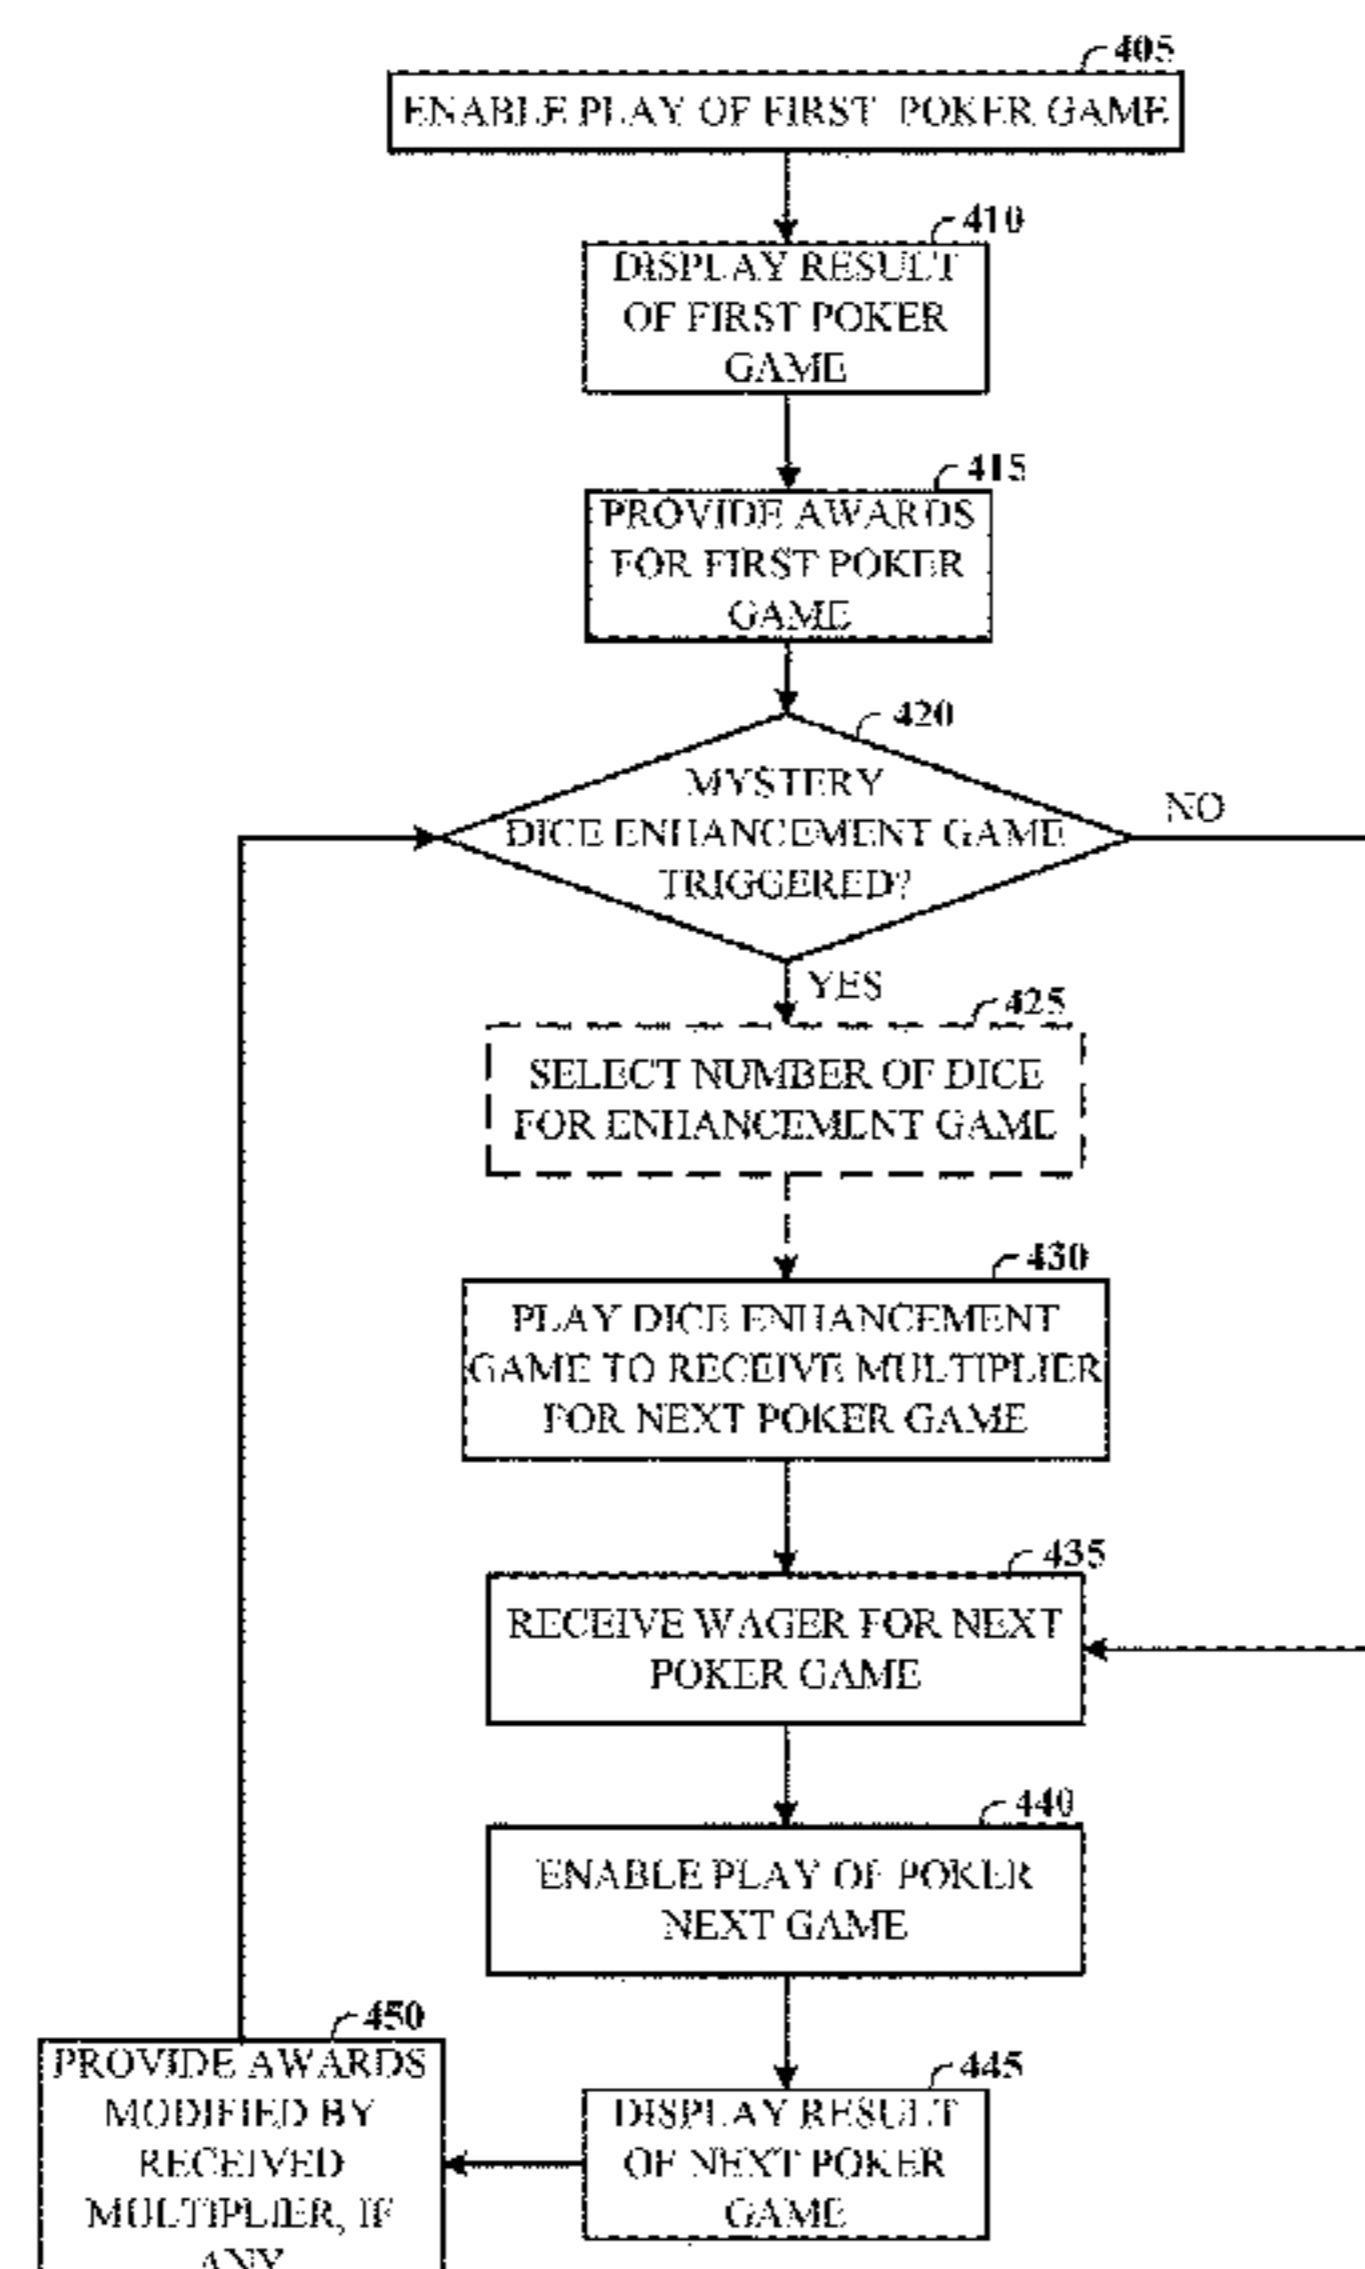 405
ENABLE PLAY OF FIRST POKER GAME
410
DISPLAY RESULT
OF FIRST POKER
GAME
415
PROVIDE AWARDS
FOR FIRST POKER
GAME
420
MYSTERY
DICE ENHANCEMENT GAME
TRIGGERED?
NO
YES
425
SELECT NUMBER OF DICE
FOR ENHANCEMENT GAME
430
PLAY DICE ENHANCEMENT
GAME TO RECEIVE MULTIPLIER
FOR NEXT POKER GAME
435
RECEIVE WAGER FOR NEXT
POKER GAME
440
ENABLE PLAY OF POKER
NEXT GAME
445
DISPLAY RESULT
OF NEXT POKER
GAME
450
PROVIDE AWARDS
MODIFIED BY
RECEIVED
MULTIPLIER, IF
ANY